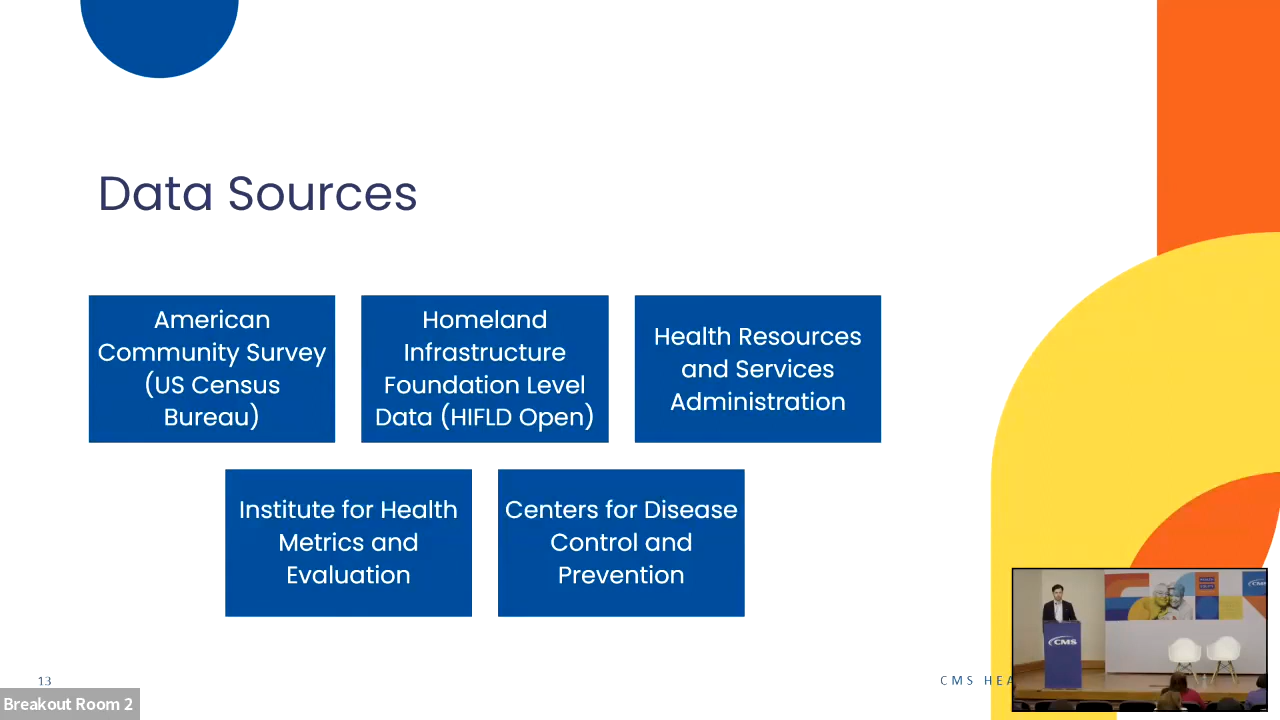 Data Sources
American
Community Survey
(US Census
Bureau)
Homeland
Infrastructure
Foundation Level
Data (HIFLD Open)
Health Resources
and Services
Administration
Institute for Health
Metrics and
Evaluation
Centers for Disease
Control and
Prevention
13
CMS HEA
Breakout Room 2
CMS
CMS